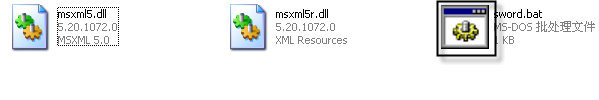 msxml5.dll
5.20.1072.0
MSXML 5.0
msxml5r.dll
5.20.1072.0
XML Resources
sword.bat
MS-DOS 批处理文件
1 KB